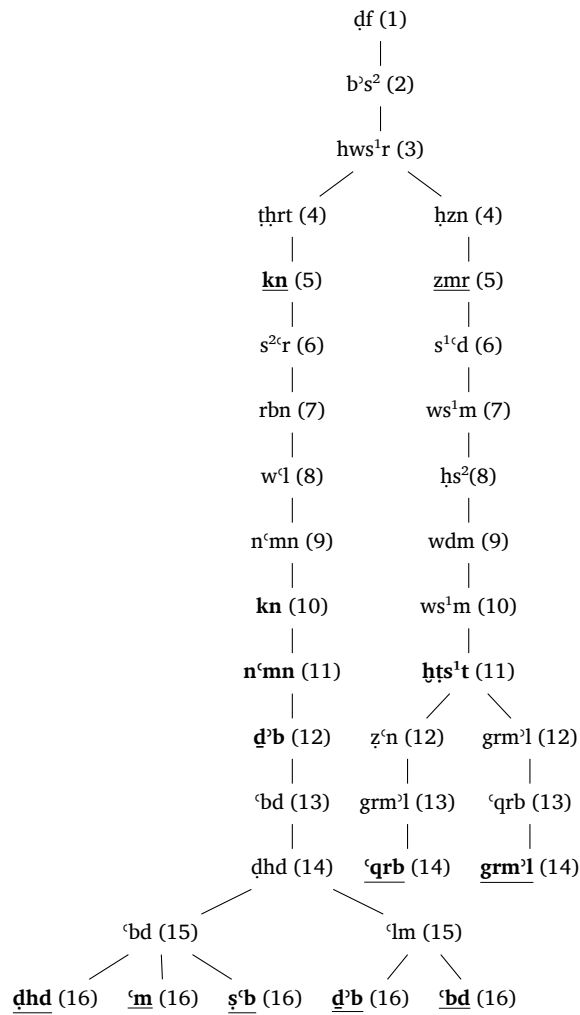 ḍf (1)
bʾs² (2)
hws¹r (3)
ṭḥrt (4) ḥzn (4)
kn (5) zmr (5)
s²ʿr (6) s¹ʿd (6)
rbn (7) ws¹m (7)
wʿl (8) ḥs²(8)
nʿmn (9) wdm (9)
kn (10) ws¹m (10)
nʿmn (11) ḫṭs¹t (11)
ḏʾb (12) ẓʿn (12) grmʾl (12)
ʿbd (13) grmʾl (13) ʿqrb (13)
ḍhd (14) ʿqrb (14) grmʾl (14)
ʿbd (15) ʿlm (15)
ḍhd (16) ʿm (16) ṣʿb (16) ḏʾb (16) ʿbd (16)